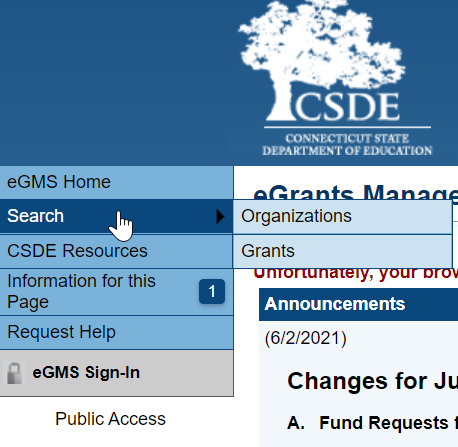 CSDE
CONNECTICUT STATE
DEPARTMENT OF EDUCATION
eGMS Home
eGrants Manage
Search
Organizations
CSDE Resources
Grants
Unfortunately, your brow
Information for this
Page
1
Announcements
Request Help
(6/2/2021)
eGMS Sign-In
Changes for Ju
Public Access
A. Fund Requests f